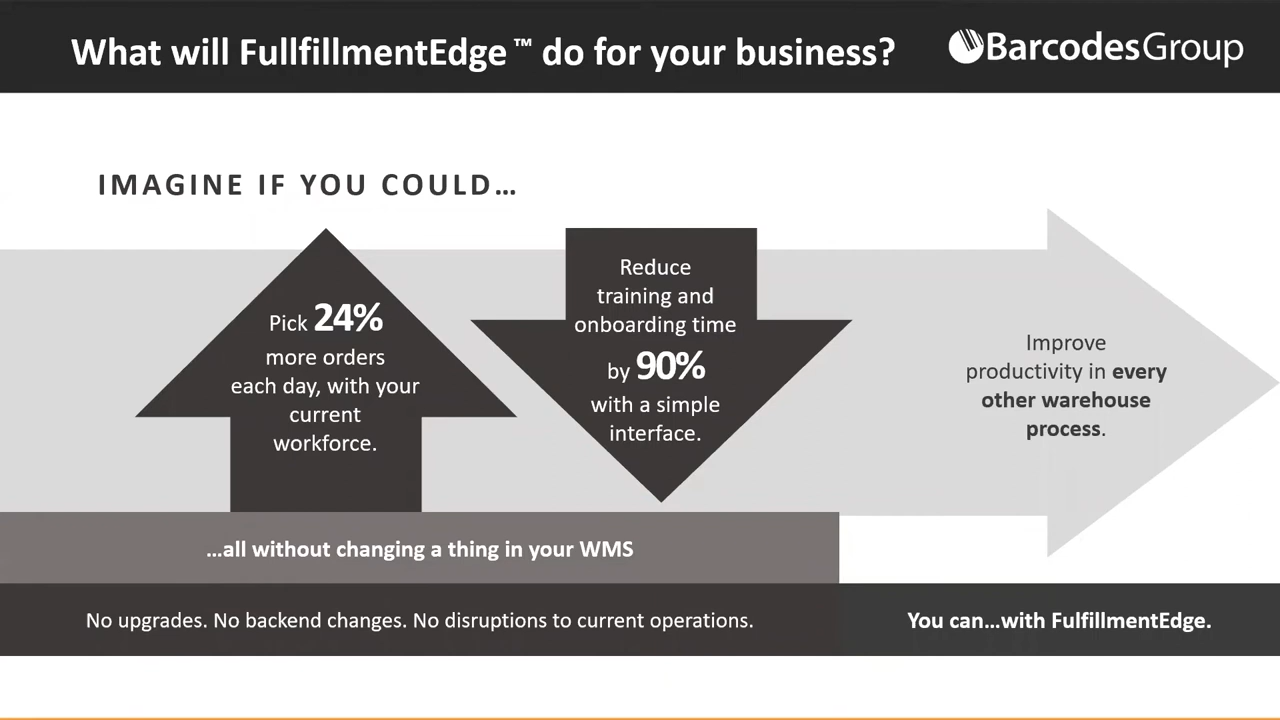 What will FullfillmentEdge™ do for your business?
BarcodesGroup
IMAGINE IF YOU COULD…
Pick 24%
more orders
each day, with your
current
workforce.
Reduce
training and
onboarding time
by 90%
with a simple
interface.
Improve
productivity in every
other warehouse
process.
…all without changing a thing in your WMS
No upgrades. No backend changes. No disruptions to current operations.
You can…with FulfillmentEdge.